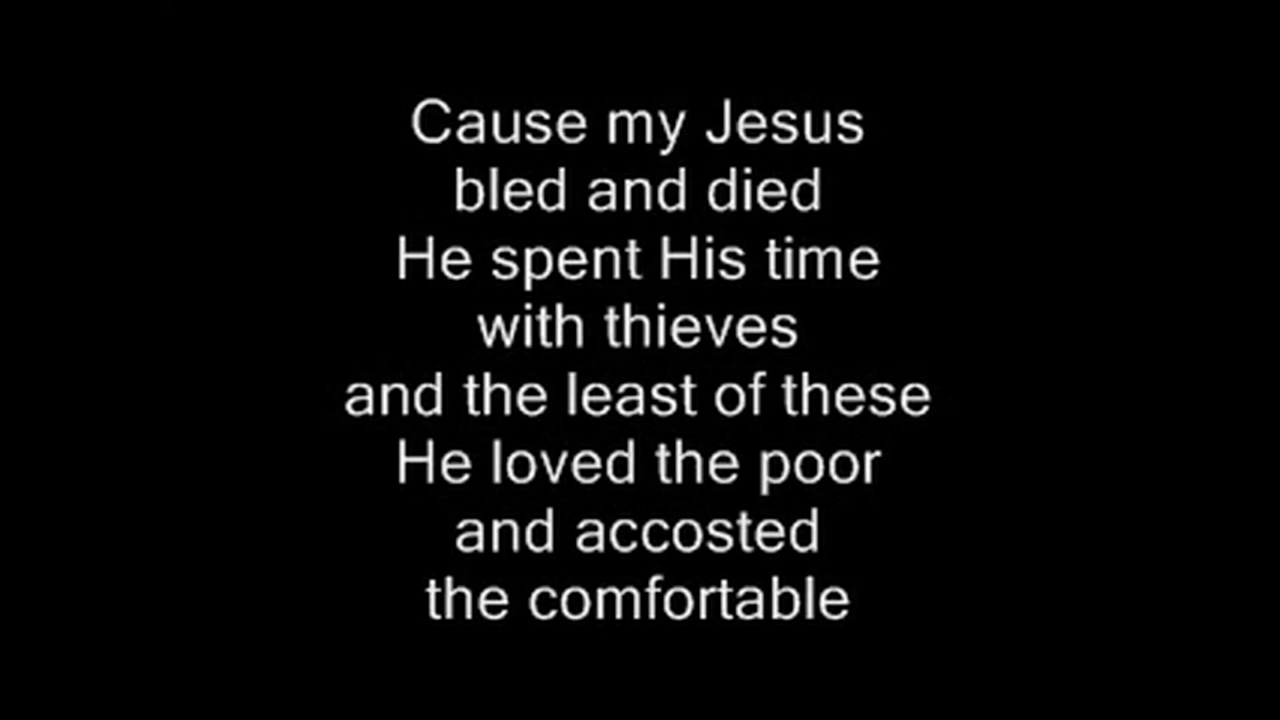 Cause my Jesus
bled and died
He spent His time
with thieves
and the least of these
He loved the poor
and accosted
the comfortable